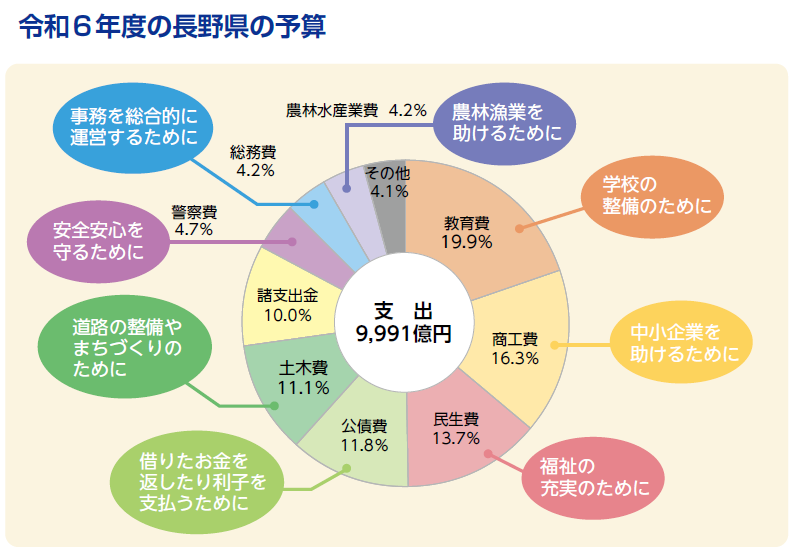 令和6年度の長野県の予算
事務を総合的に
運営するために
農林水産業費 4.2%
農林漁業を
助けるために
総務費
4.2%
その他
4.1%
学校の
整備のために
教育費
19.9%
警察費
4.7%
安全安心を
守るために
諸支出金
10.0%
支 出
9,991億円
商工費
16.3%
中小企業を
助けるために
道路の整備や
まちづくりの
ために
土木費
11.1%
公債費
11.8%
民生費
13.7%
借りたお金を
返したり利子を
支払うために
福祉の
充実のために